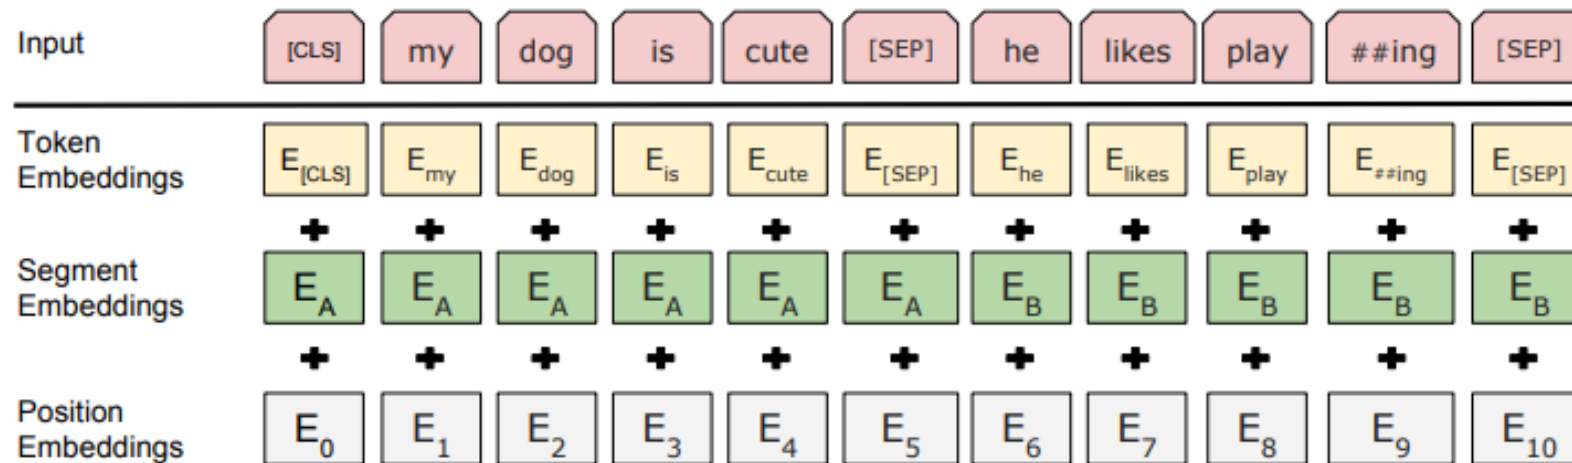 Input [CLS] my dog is cute [SEP] he likes play ##ing [SEP]
Token
Embeddings E[CLS] Emy Edog Eis Ecute E[SEP] Ehe Elikes Eplay E##ing E[SEP]
+ + + + + + + + + + +
Segment
Embeddings EA EA EA EA EA EA EB EB EB EB EB
+ + + + + + + + + + +
Position
Embeddings E0 E1 E2 E3 E4 E5 E6 E7 E8 E9 E10